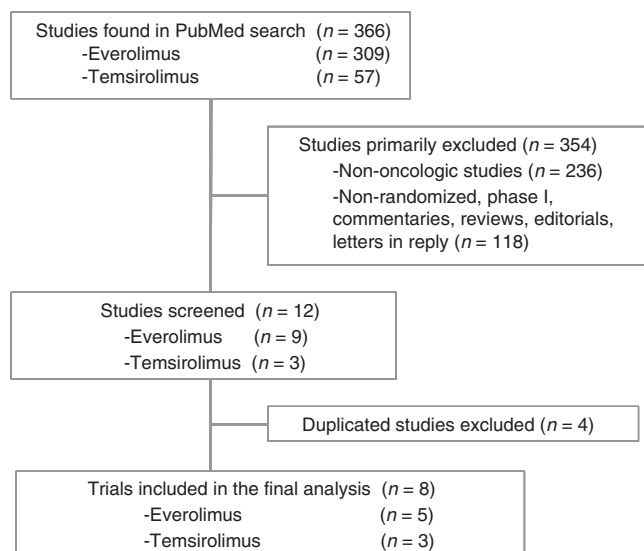 Studies found in PubMed search (n = 366)
-Everolimus (n = 309)
-Temsirolimus (n = 57)
Studies primarily excluded (n = 354)
-Non-oncologic studies (n = 236)
-Non-randomized, phase I,
commentaries, reviews, editorials,
letters in reply (n = 118)
Studies screened (n = 12)
-Everolimus (n = 9)
-Temsirolimus (n = 3)
Duplicated studies excluded (n = 4)
Trials included in the final analysis (n = 8)
-Everolimus (n = 5)
-Temsirolimus (n = 3)